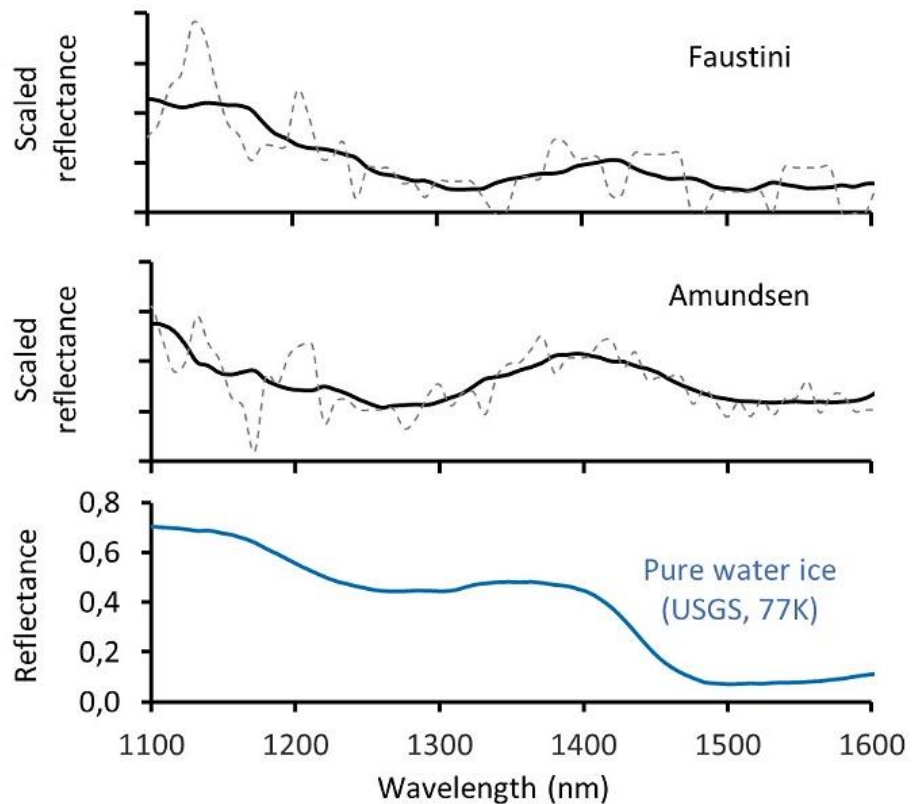 Scaled
reflectance
Faustini
Scaled
reflectance
Amundsen
Reflectance
0,8
0,6
0,4
0,2
0,0
Pure water ice
(USGS, 77K)
1100 1200 1300 1400 1500 1600
Wavelength (nm)